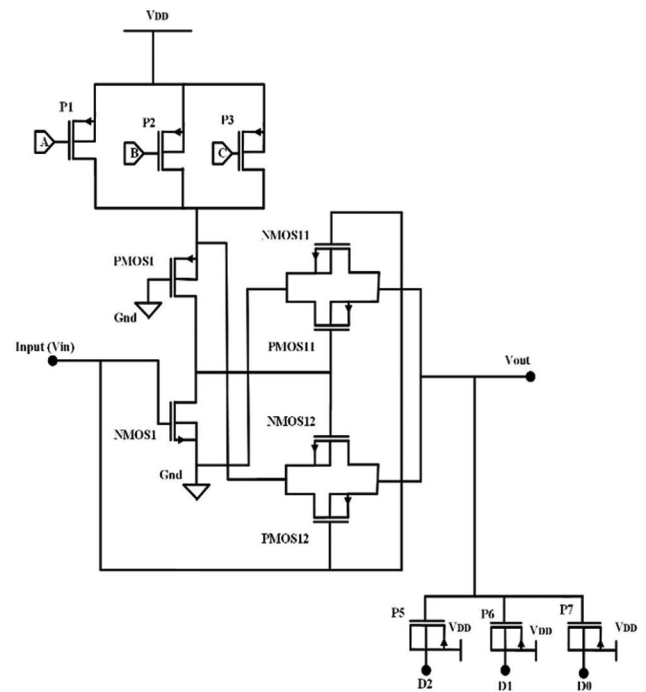 VDD
P1
P2
P3
A
B
C
NMOS11
PMOS1
Gnd
PMOS11
Input (Vin)
Vout
NMOS12
NMOS1
Gnd
PMOS12
P5
VDD
P6
VDD
P7
VDD
D2
D1
D0